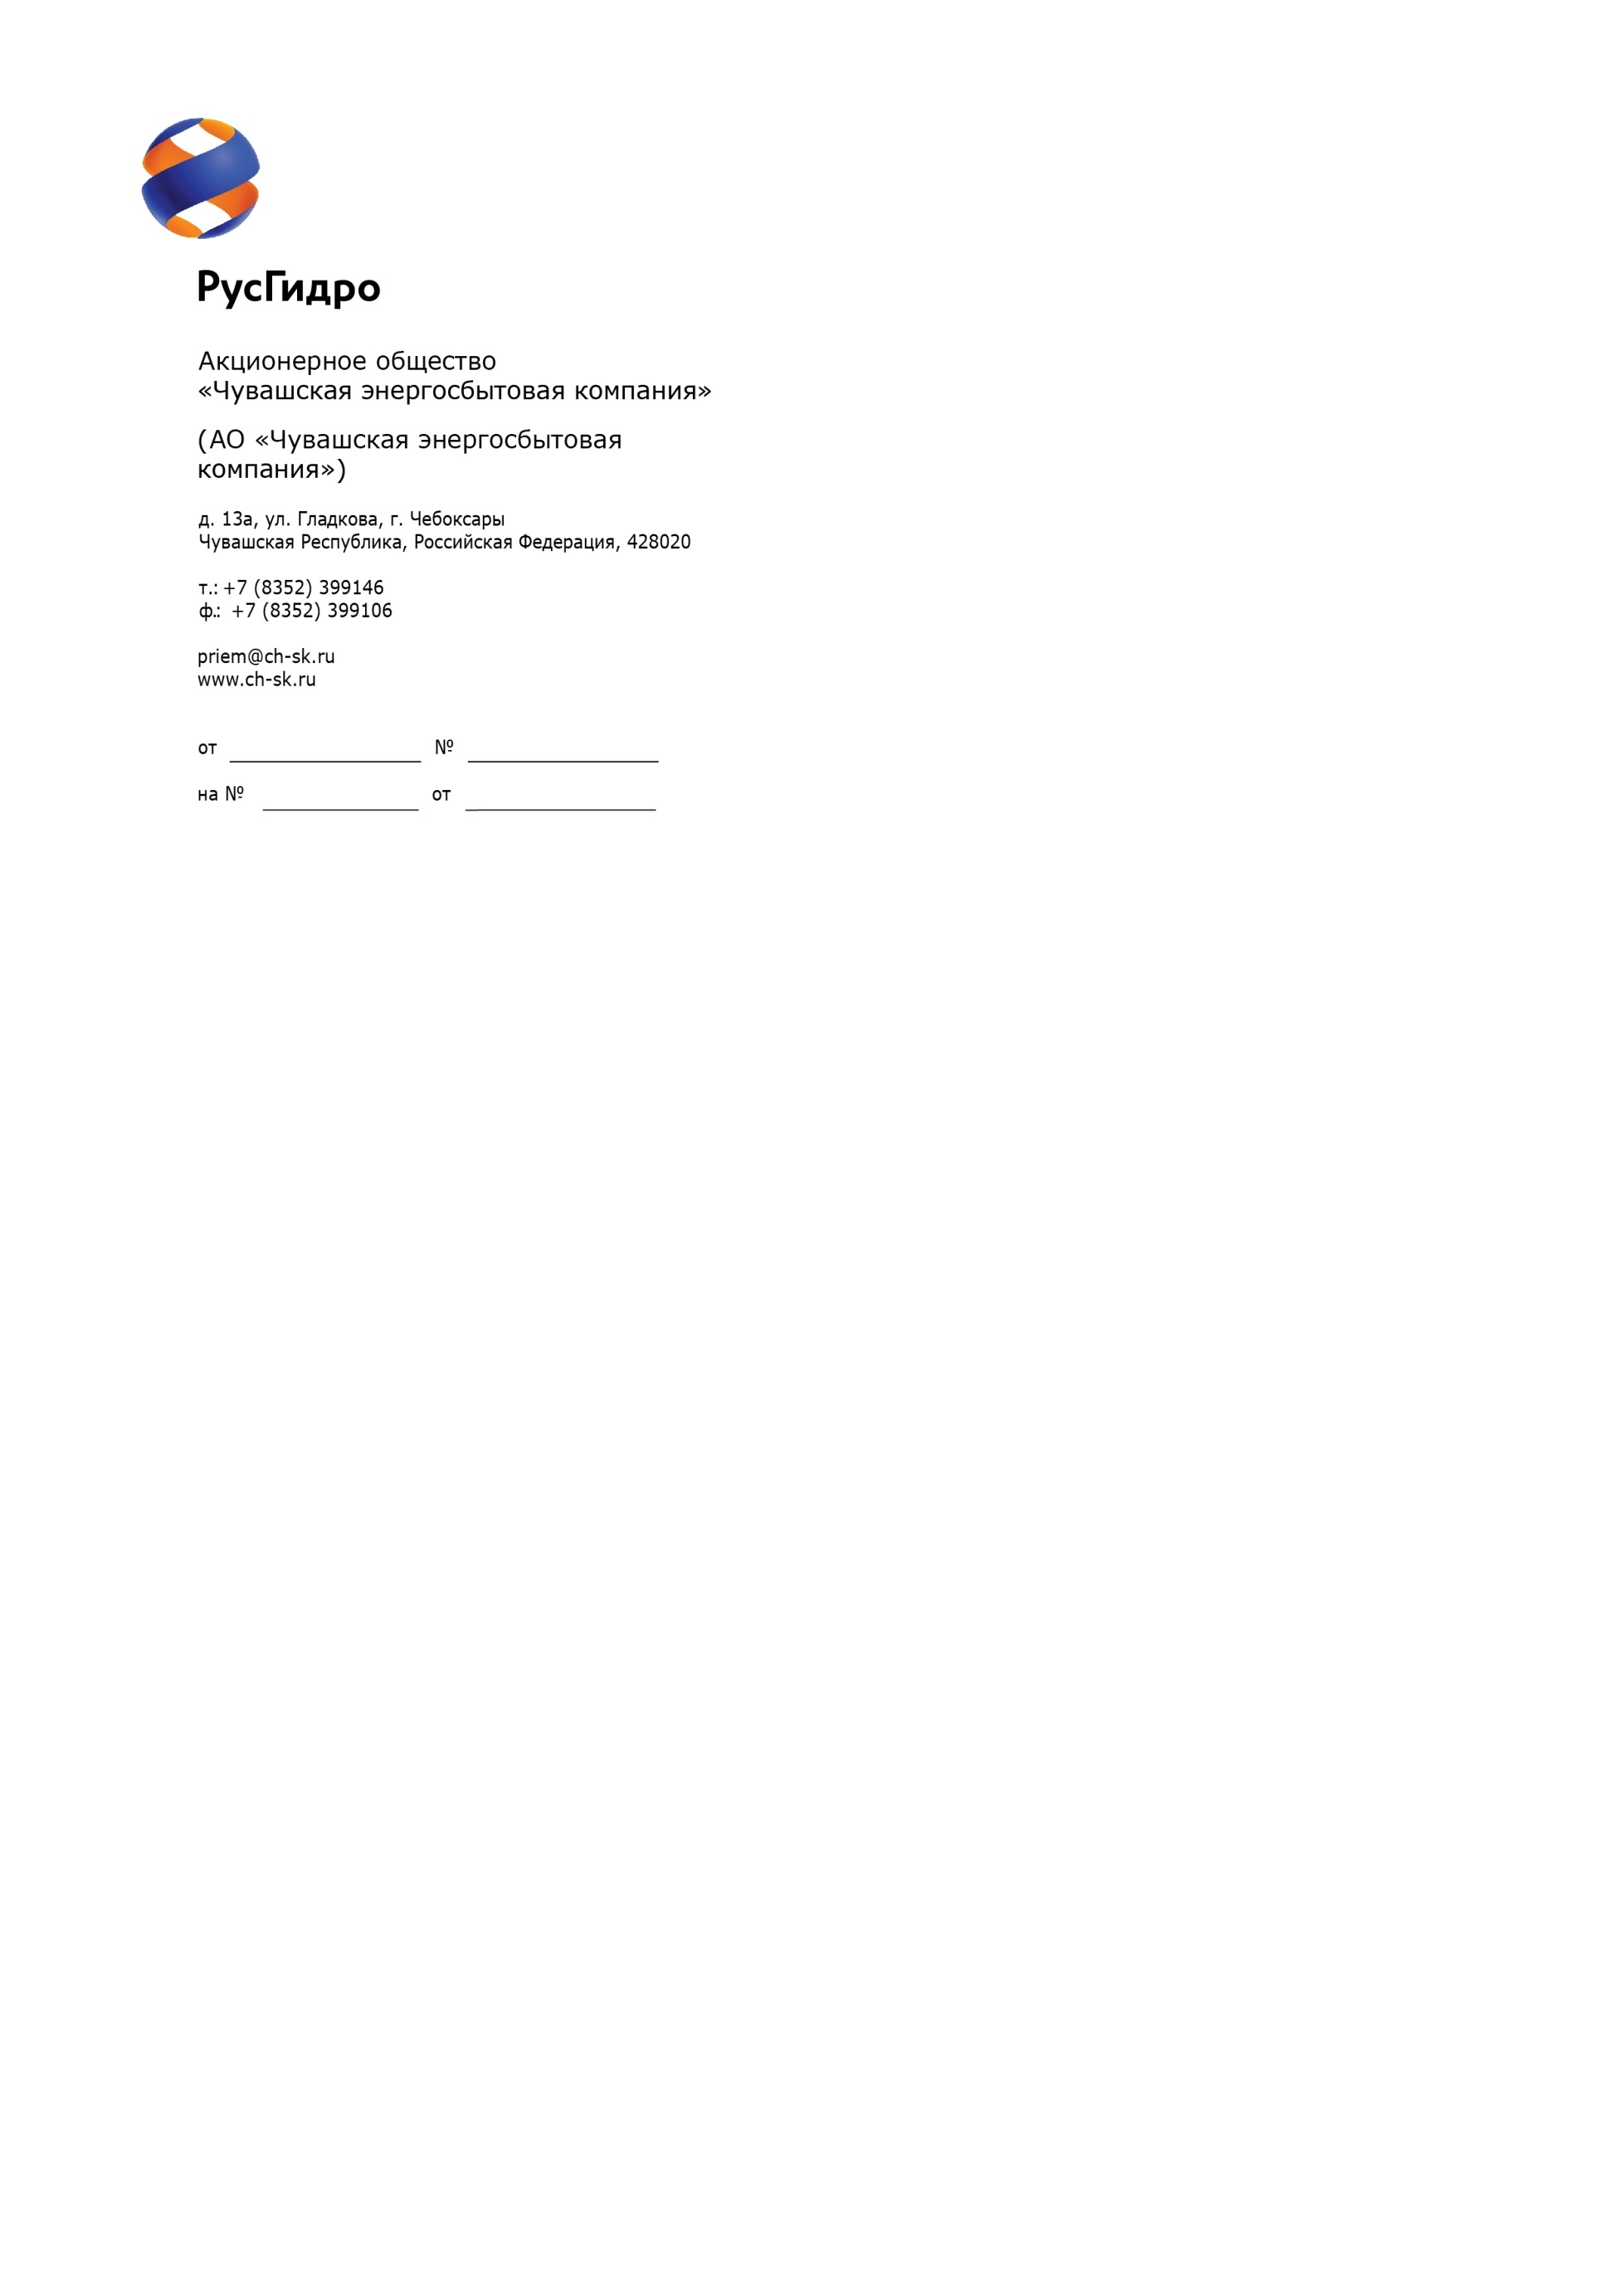 РусГидро
Акционерное общество
«Чувашская энергосбытовая компания»
(АО «Чувашская энергосбытовая
компания»)
д. 13а, ул. Гладкова, г. Чебоксары
Чувашская Республика, Российская Федерация, 428020
т.: +7 (8352) 399146
ф.: +7 (8352) 399106
priem@ch-sk.ru
www.ch-sk.ru
от №
на № от